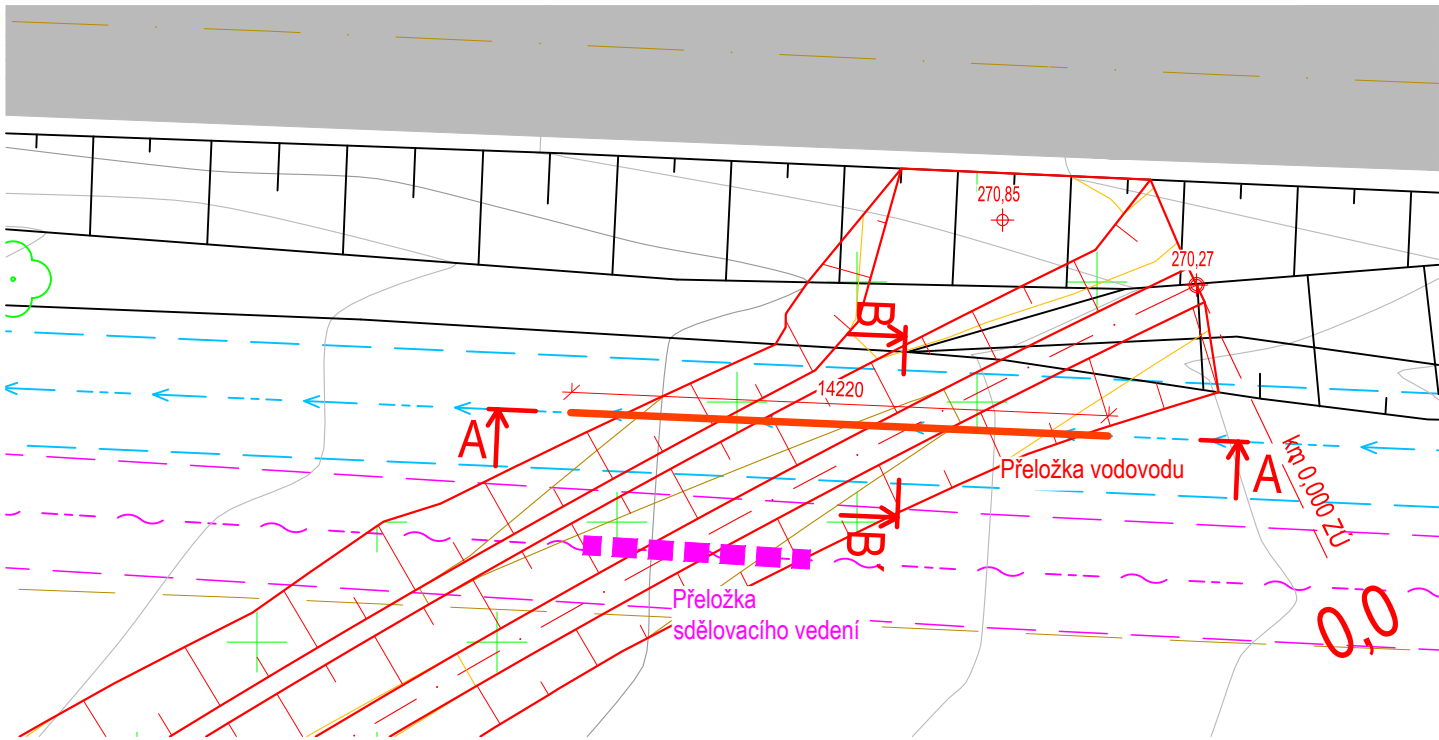 270,85
270,27
B
14220
A
Přeložka vodovodu
A
km 0,000 ZÚ
B'
Přeložka
sdělovacího vedení
0,0